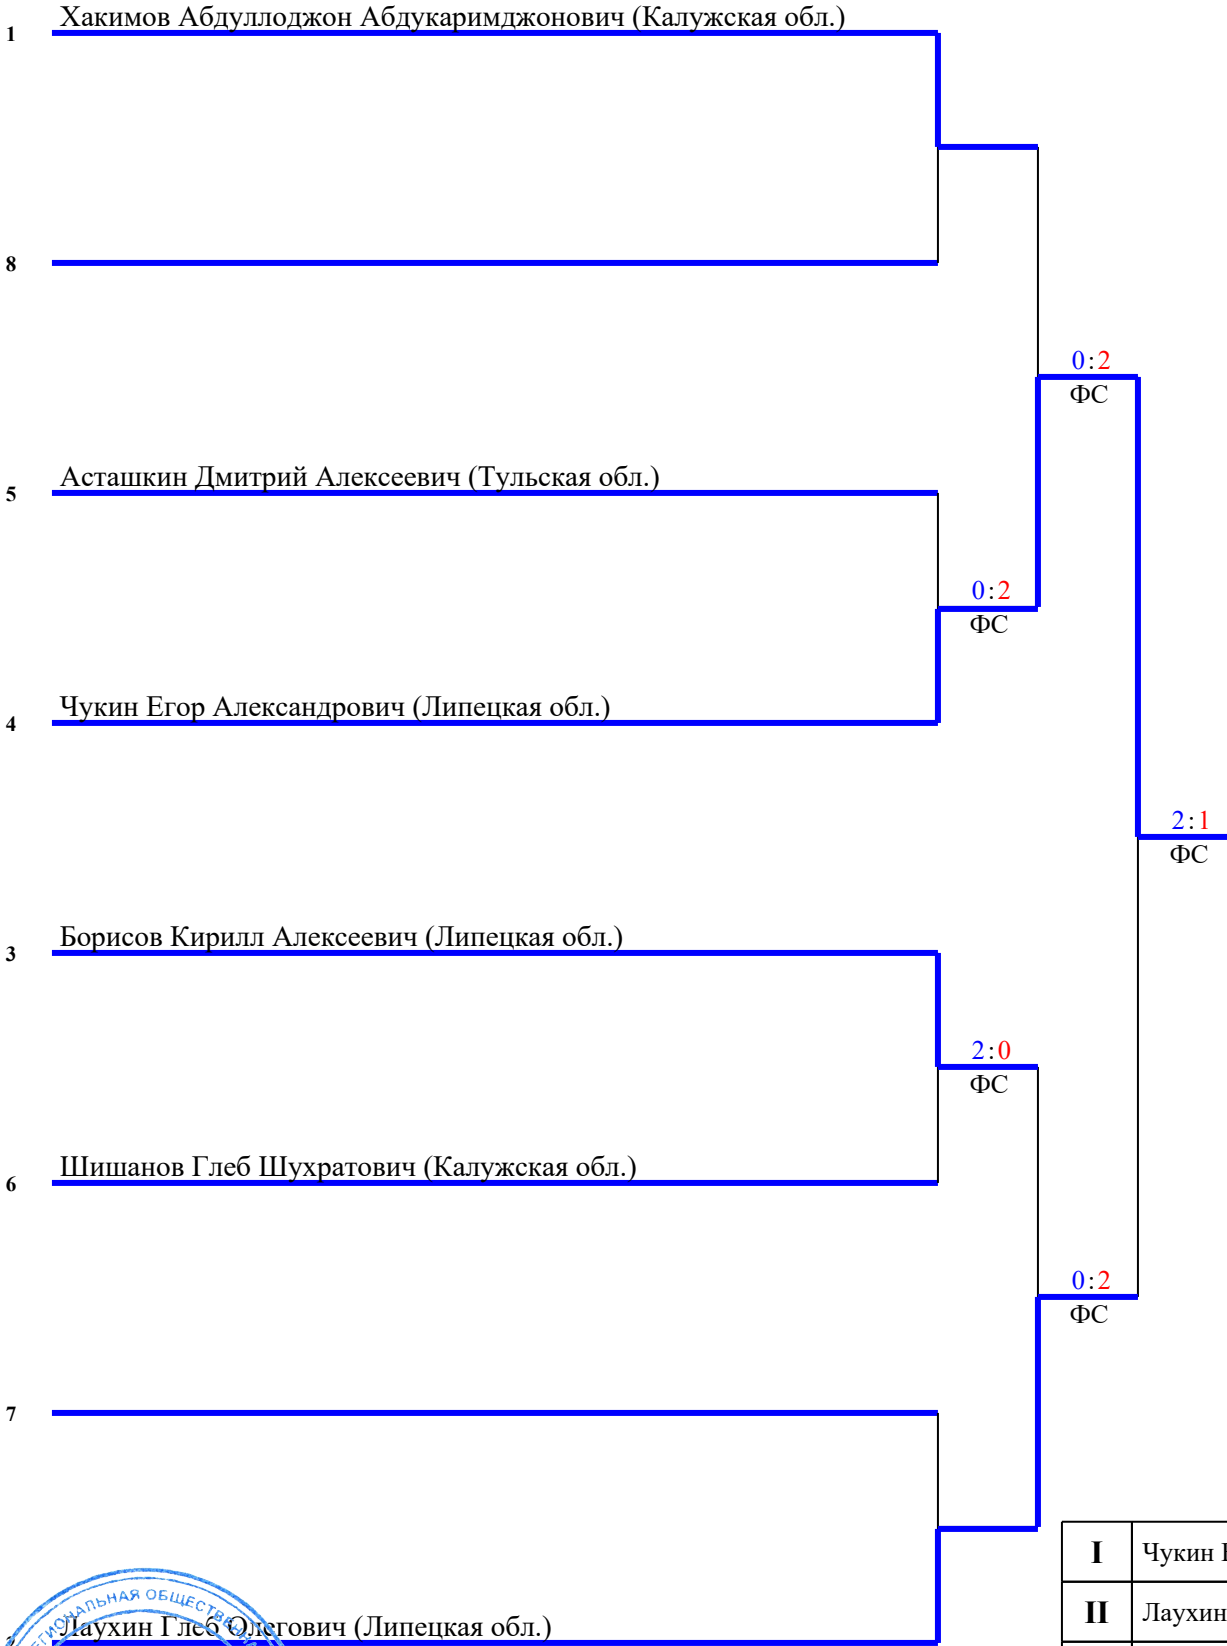 Хакимов Абдуллоджон Абдукаримджонович (Калужская обл.)
1
8
0:2
ФС
Асташкин Дмитрий Алексеевич (Тульская обл.)
5
0:2
ФС
Чукин Егор Александрович (Липецкая обл.)
4
2:1
ФС
Борисов Кирилл Алексеевич (Липецкая обл.)
3
2:0
ФС
Шишанов Глеб Шухратович (Калужская обл.)
6
0:2
ФС
7
I Чукин
II Лаухин
Лаухин Глеб Олегович (Липецкая обл.)